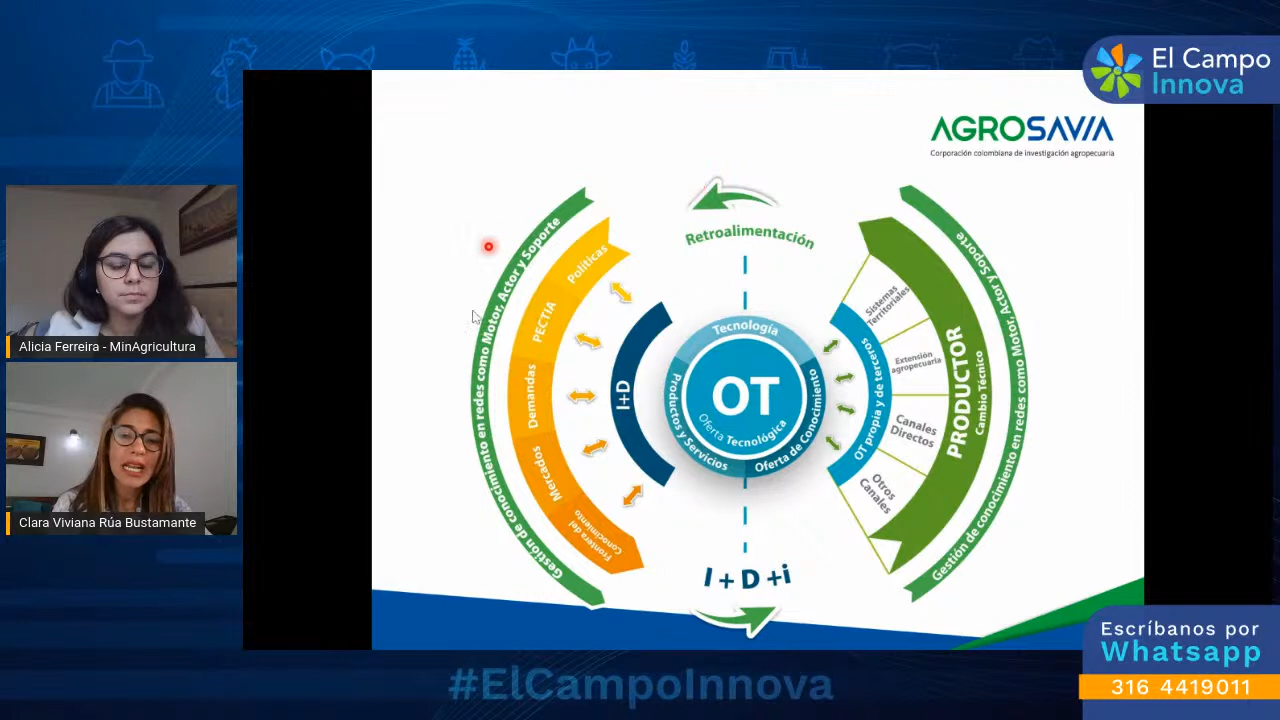 El Campo
Innova
AGROSAVIA
Corporación colombiana de investigación agropecuaria
Alicia Ferreira - MinAgricultura
Clara Viviana Rúa Bustamante
Gestión de conocimiento en redes como Motor, Actor y Soporte
Políticas
PECTIA
Demandas
Mercados
Frontera del
Conocimiento
I+D
Retroalimentación
Tecnología
Productos y Servicios
Oferta de Conocimiento
OT
Oferta Tecnológica
I + D +i
OT propia y de terceros
Sistemas
Territoriales
Extensión
agropecuaria
Canales
Directos
Otros
Canales
PRODUCTOR
Cambio Técnico
Gestión de conocimiento en redes como Motor, Actor y Soporte
Escríbanos por
Whatsapp
316 4419011
#ElCampoInnova